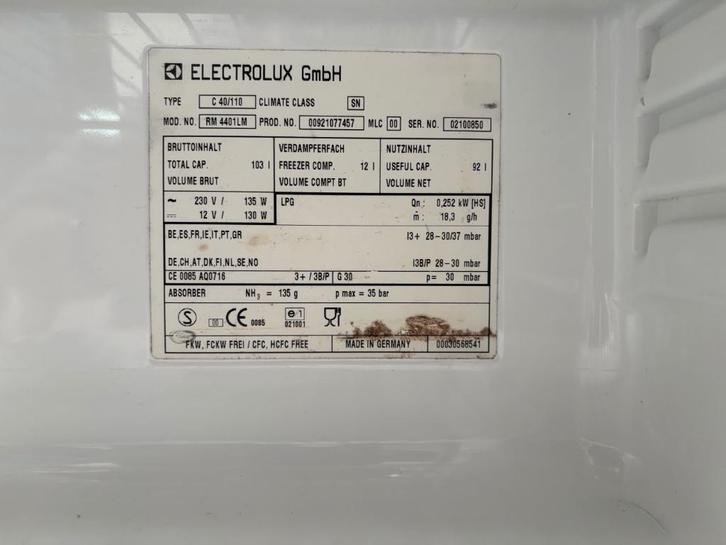 ELECTROLUX GmbH
TYPE C 40/110 CLIMATE CLASS SN
MOD. NO. RM 4401LM PROD. NO. 00921077457 MLC 00 SER. NO. 02100850
BRUTTOINHALT VERDAMPFERFACH NUTZINHALT
TOTAL CAP. 103 l FREEZER COMP. 12 l USEFUL CAP. 92 l
VOLUME BRUT VOLUME COMPT BT VOLUME NET
~ 230 V / 135 W LPG Qn : 0,252 kW [HS]
⎓ 12 V / 130 W ṁ : 18,3 g/h
BE,ES,FR,IE,IT,PT,GR I3+ 28-30/37 mbar
DE,CH,AT,DK,FI,NL,SE,NO I3B/P 28-30 mbar
CE 0085 AQ0716 3+ / 3B/P G 30 p= 30 mbar
ABSORBER NH₃ = 135 g p max = 35 bar
S 00 CE 0085 e1 021001
FKW, FCKW FREI / CFC, HCFC FREE MADE IN GERMANY 00030568541